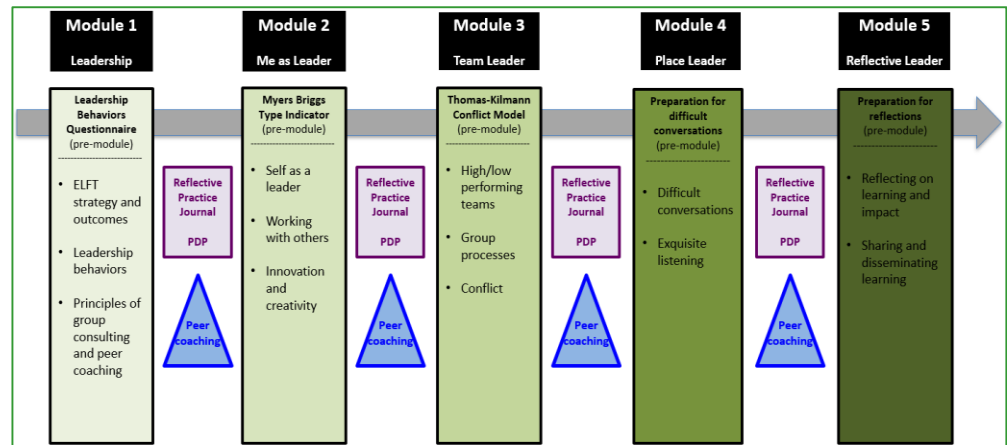 Module 1
Leadership
Module 2
Me as Leader
Module 3
Team Leader
Module 4
Place Leader
Module 5
Reflective Leader
Leadership
Behaviors
Questionnaire
(pre-module)
• ELFT
strategy and
outcomes
• Leadership
behaviors
• Principles of
group
consulting
and peer
coaching
Reflective
Practice
Journal
PDP
Peer
coaching
Myers Briggs
Type Indicator
(pre-module)
• Self as a
leader
• Working
with others
• Innovation
and
creativity
Reflective
Practice
Journal
PDP
Peer
coaching
Thomas-Kilmann
Conflict Model
(pre-module)
• High/low
performing
teams
• Group
processes
• Conflict
Reflective
Practice
Journal
PDP
Peer
coaching
Preparation for
difficult
conversations
(pre-module)
• Difficult
conversations
• Exquisite
listening
Reflective
Practice
Journal
PDP
Peer
coaching
Preparation for
reflections
(pre-module)
• Reflecting on
learning and
impact
• Sharing and
disseminating
learning